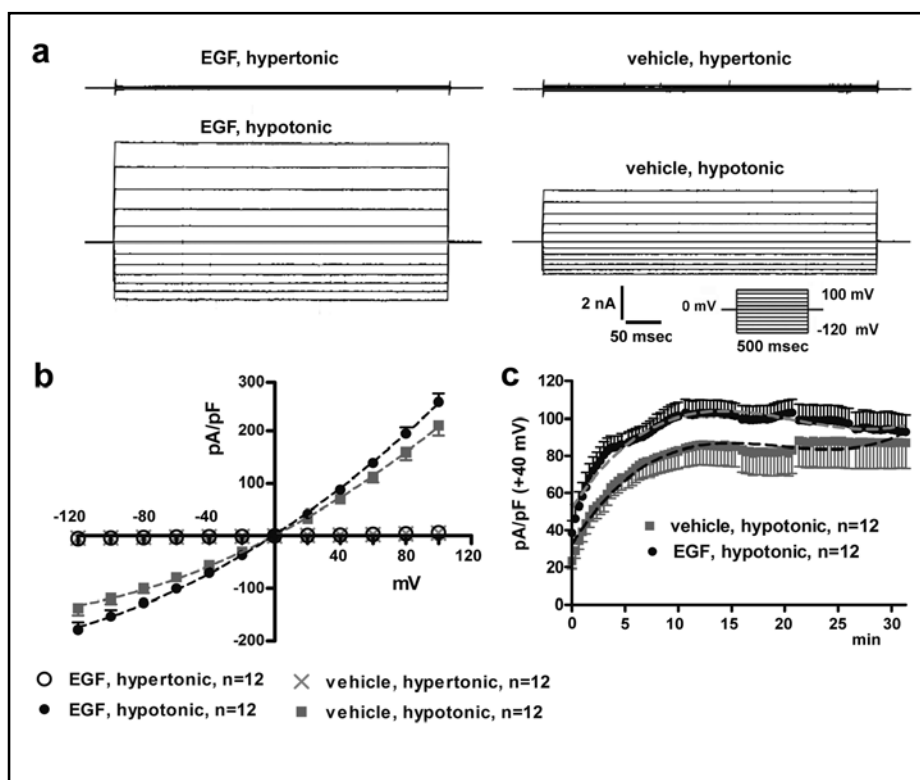 a
EGF, hypertonic
vehicle, hypertonic
EGF, hypotonic
vehicle, hypotonic
2 nA
50 msec
0 mV
100 mV
-120 mV
500 msec
b
pA/pF
300
200
100
-100
-200
-120
-80
-40
40
80
120
mV
c
pA/pF (+40 mV)
120
100
80
60
40
20
0
0
5
10
15
20
25
30
min
vehicle, hypotonic, n=12
EGF, hypotonic, n=12
EGF, hypertonic, n=12
vehicle, hypertonic, n=12
EGF, hypotonic, n=12
vehicle, hypotonic, n=12